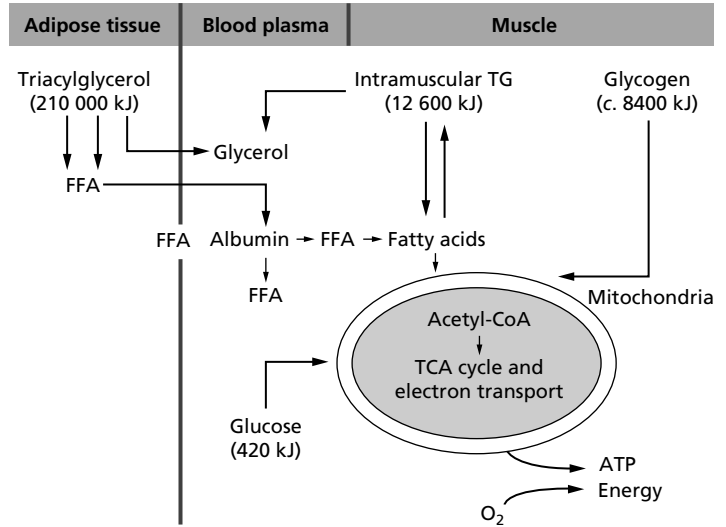 Adipose tissue
Blood plasma
Muscle
Triacylglycerol
(210 000 kJ)
Intramuscular TG
(12 600 kJ)
Glycogen
(c. 8400 kJ)
Glycerol
FFA
FFA
Albumin
FFA
Fatty acids
FFA
Mitochondria
Acetyl-CoA
TCA cycle and
electron transport
Glucose
(420 kJ)
ATP
Energy
O₂